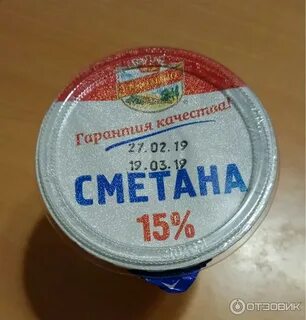 Гарантия качества!
27.02.19
19.03.19
СМЕТАНА
15%
ОТЗОВИК